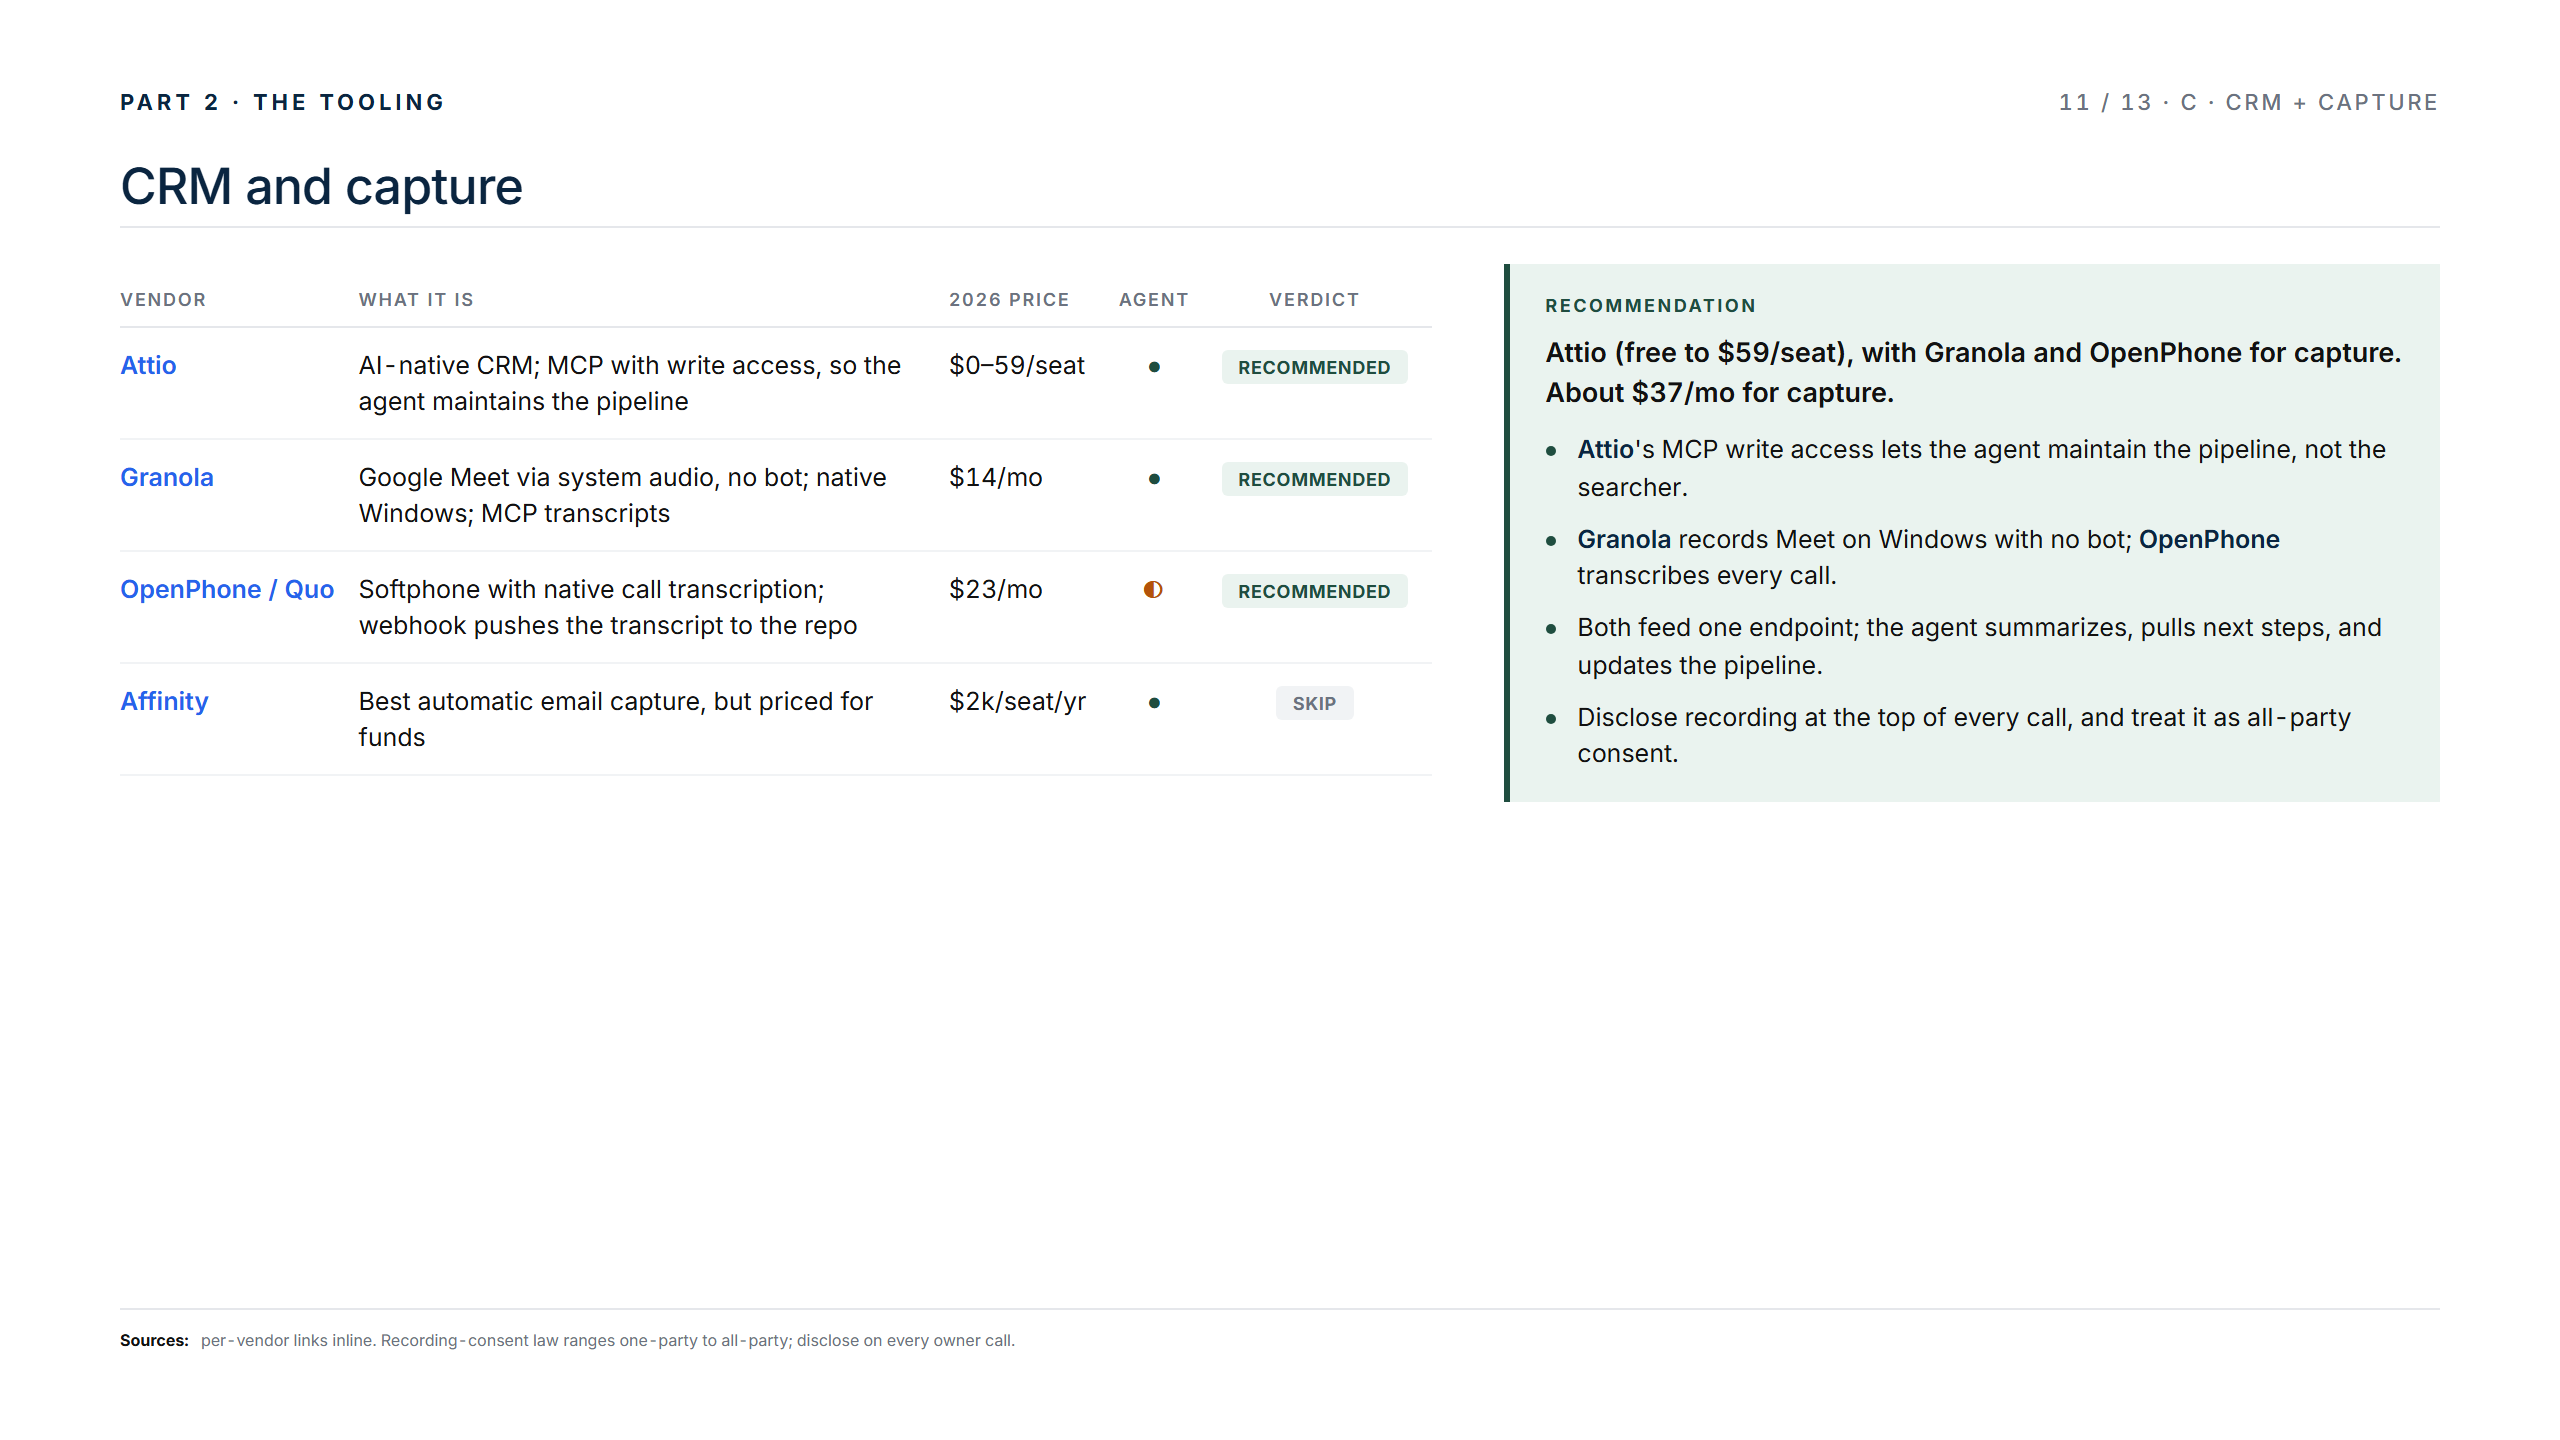 PART 2 · THE TOOLING
11 / 13 · C · CRM + CAPTURE
CRM and capture
VENDOR WHAT IT IS 2026 PRICE AGENT VERDICT
Attio AI-native CRM; MCP with write access, so the $0–59/seat ● RECOMMENDED
agent maintains the pipeline
Granola Google Meet via system audio, no bot; native $14/mo ● RECOMMENDED
Windows; MCP transcripts
OpenPhone / Quo Softphone with native call transcription; $23/mo ◐ RECOMMENDED
webhook pushes the transcript to the repo
Affinity Best automatic email capture, but priced for $2k/seat/yr ● SKIP
funds
RECOMMENDATION
Attio (free to $59/seat), with Granola and OpenPhone for capture.
About $37/mo for capture.
• Attio's MCP write access lets the agent maintain the pipeline, not the
searcher.
• Granola records Meet on Windows with no bot; OpenPhone
transcribes every call.
• Both feed one endpoint; the agent summarizes, pulls next steps, and
updates the pipeline.
• Disclose recording at the top of every call, and treat it as all-party
consent.
Sources: per-vendor links inline. Recording-consent law ranges one-party to all-party; disclose on every owner call.